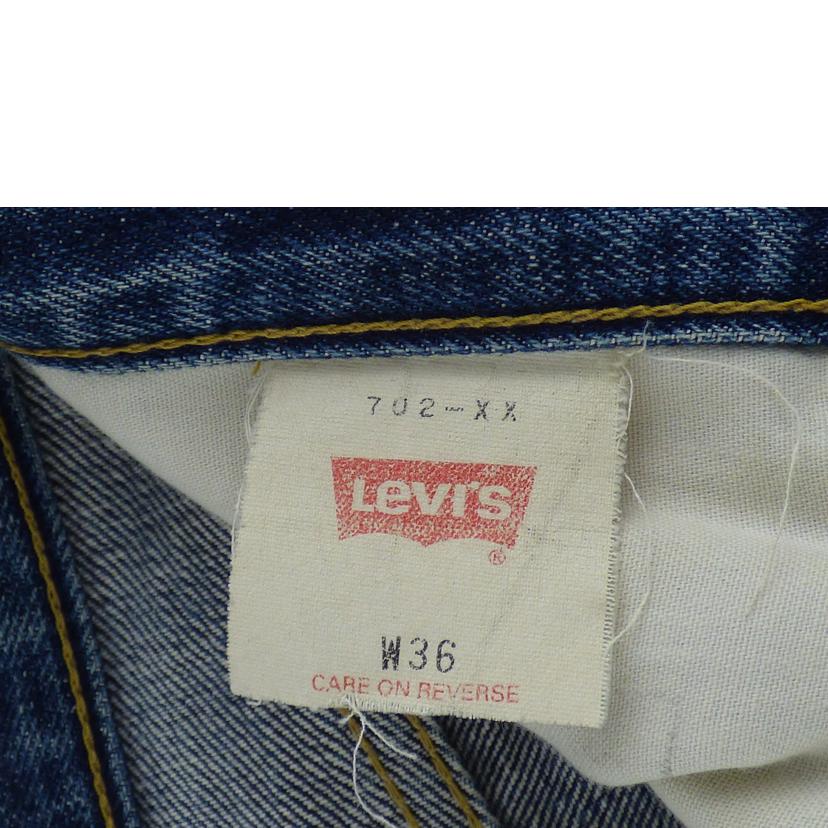 702-XX
Levi's
®
W36
CARE ON REVERSE